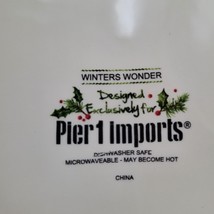 WINTERS WONDER
Designed
Exclusively for
Pier 1 Imports®
DISHWASHER SAFE
MICROWAVEABLE - MAY BECOME HOT
CHINA